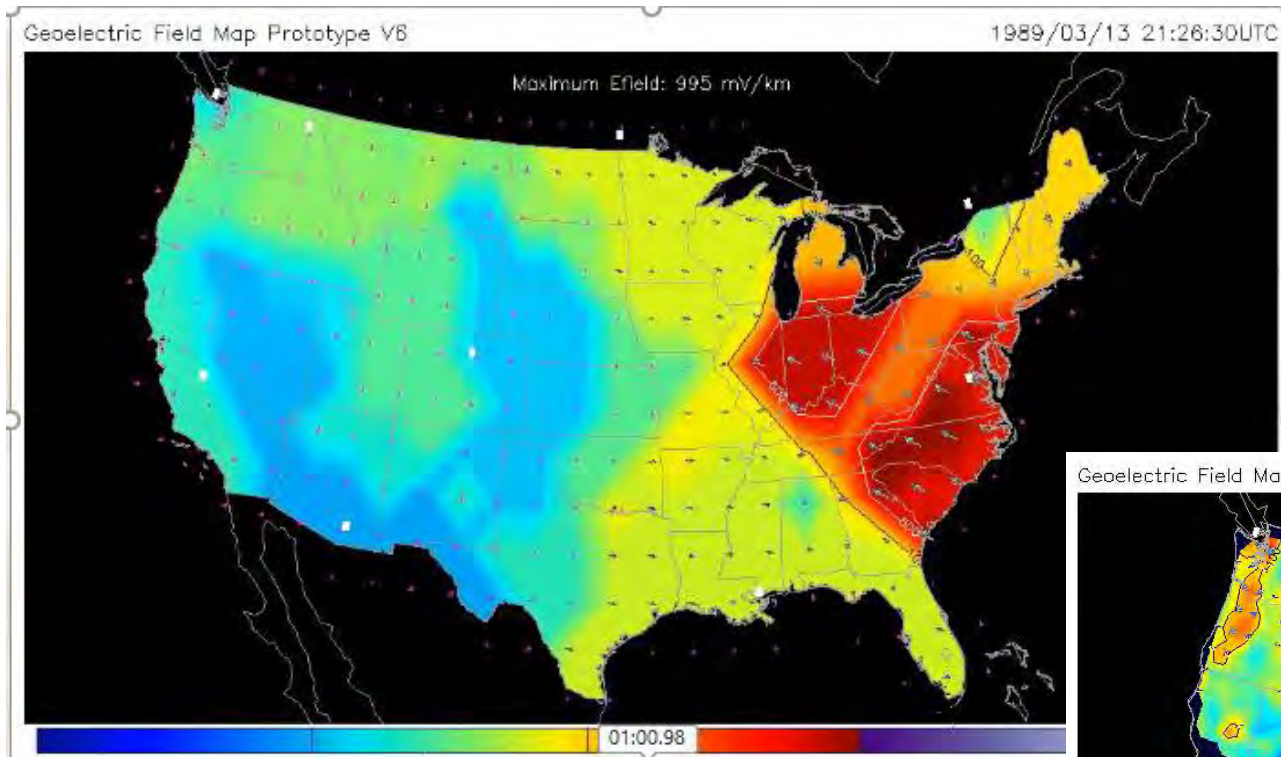 Geoelectric Field Map Prototype V6
1989/03/13 21:26:30UTC
Maximum Efield: 995 mV/km
01:00.98
Geoelectric Field Ma